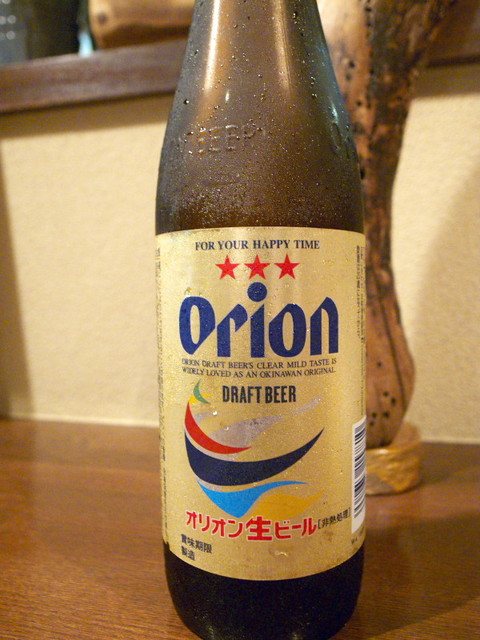 BEER
FOR YOUR HAPPY TIME
Orion
ORION DRAFT BEER'S CLEAR MILD TASTE IS
WIDELY LOVED AS AN OKINAWAN ORIGINAL.
DRAFT BEER
オリオン生ビール[非熱処理]
賞味期限
製造